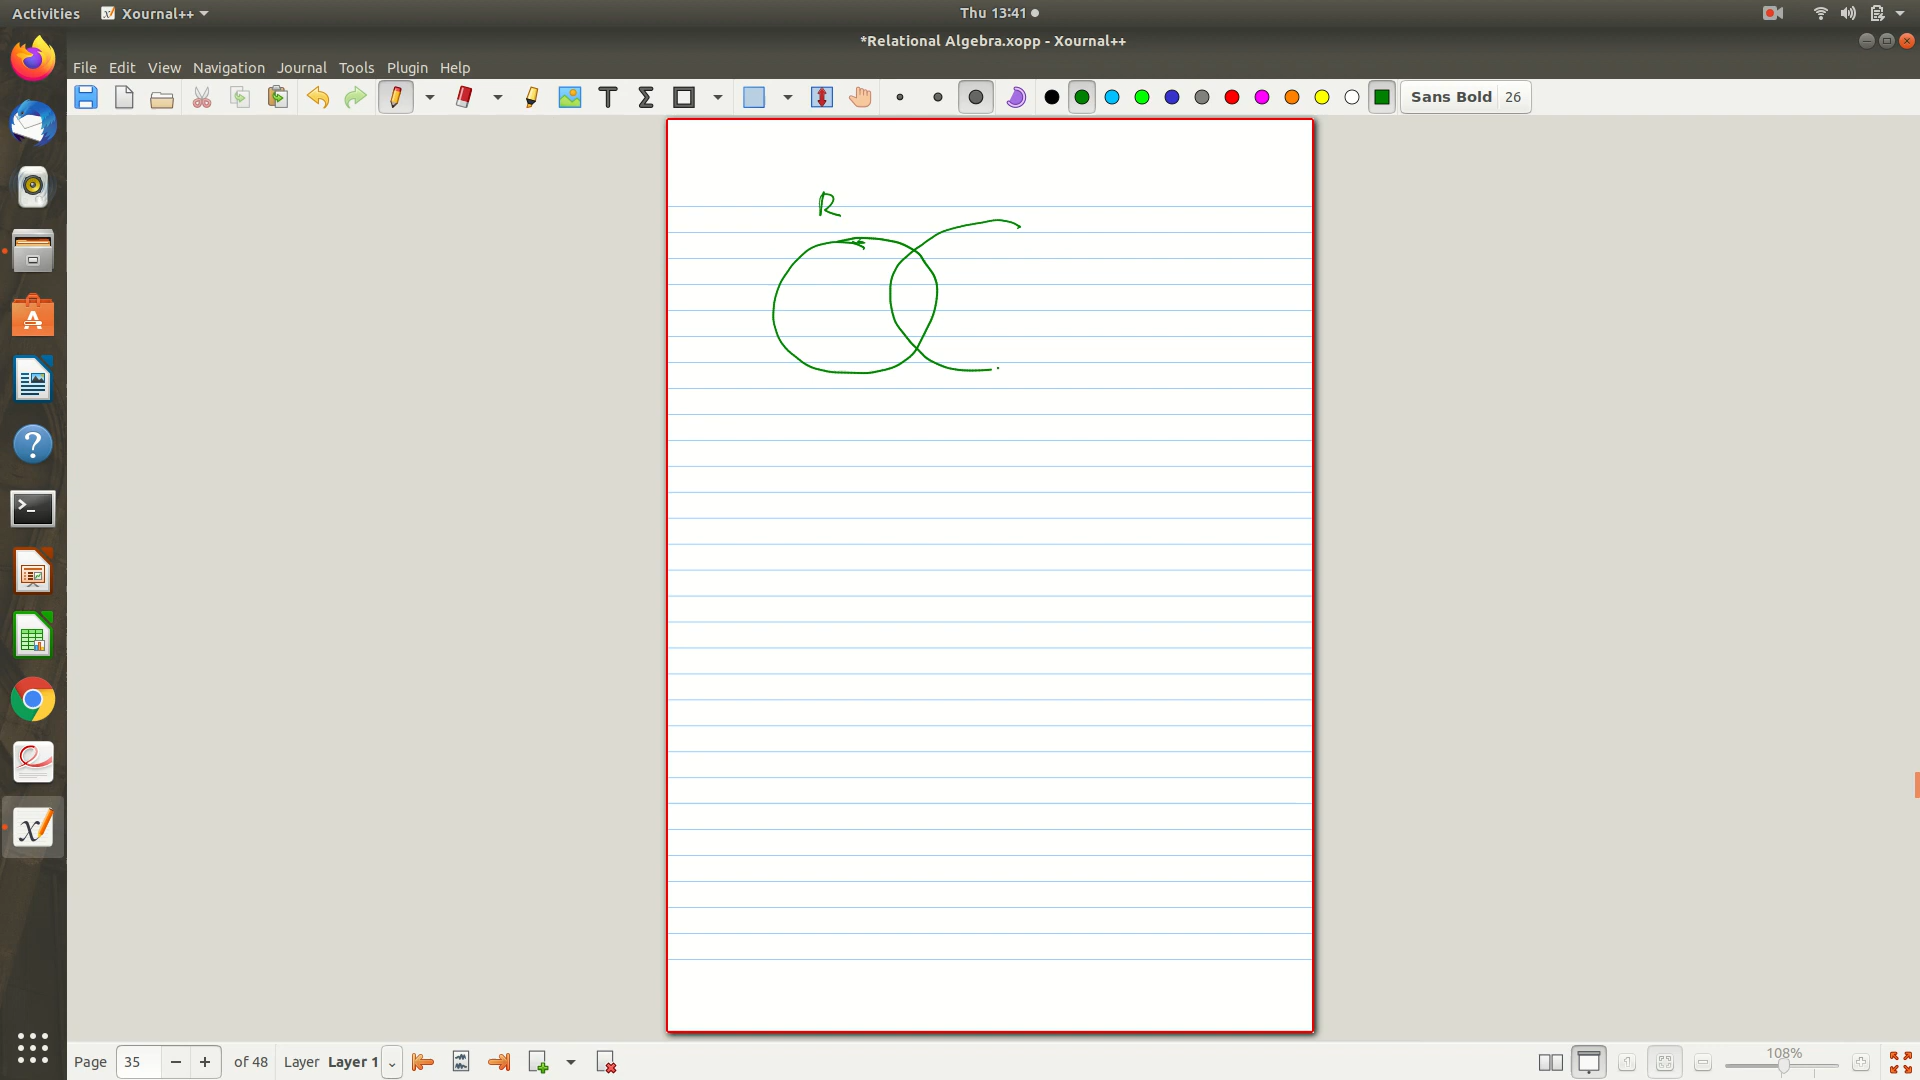 Activities Xournal++ Thu 13:41
*Relational Algebra.xopp - Xournal++
File Edit View Navigation Journal Tools Plugin Help
Sans Bold 26
R
Page 35 of 48 Layer Layer 1 108%